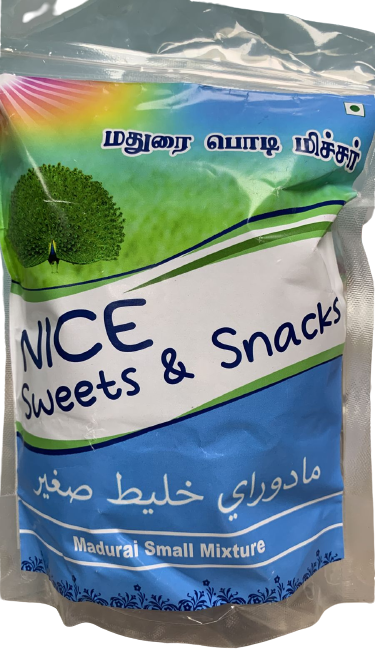 மதுரை பொடி மிச்சர்
NICE
Sweets & Snacks
مادوراي خليط صغير
Madurai Small Mixture